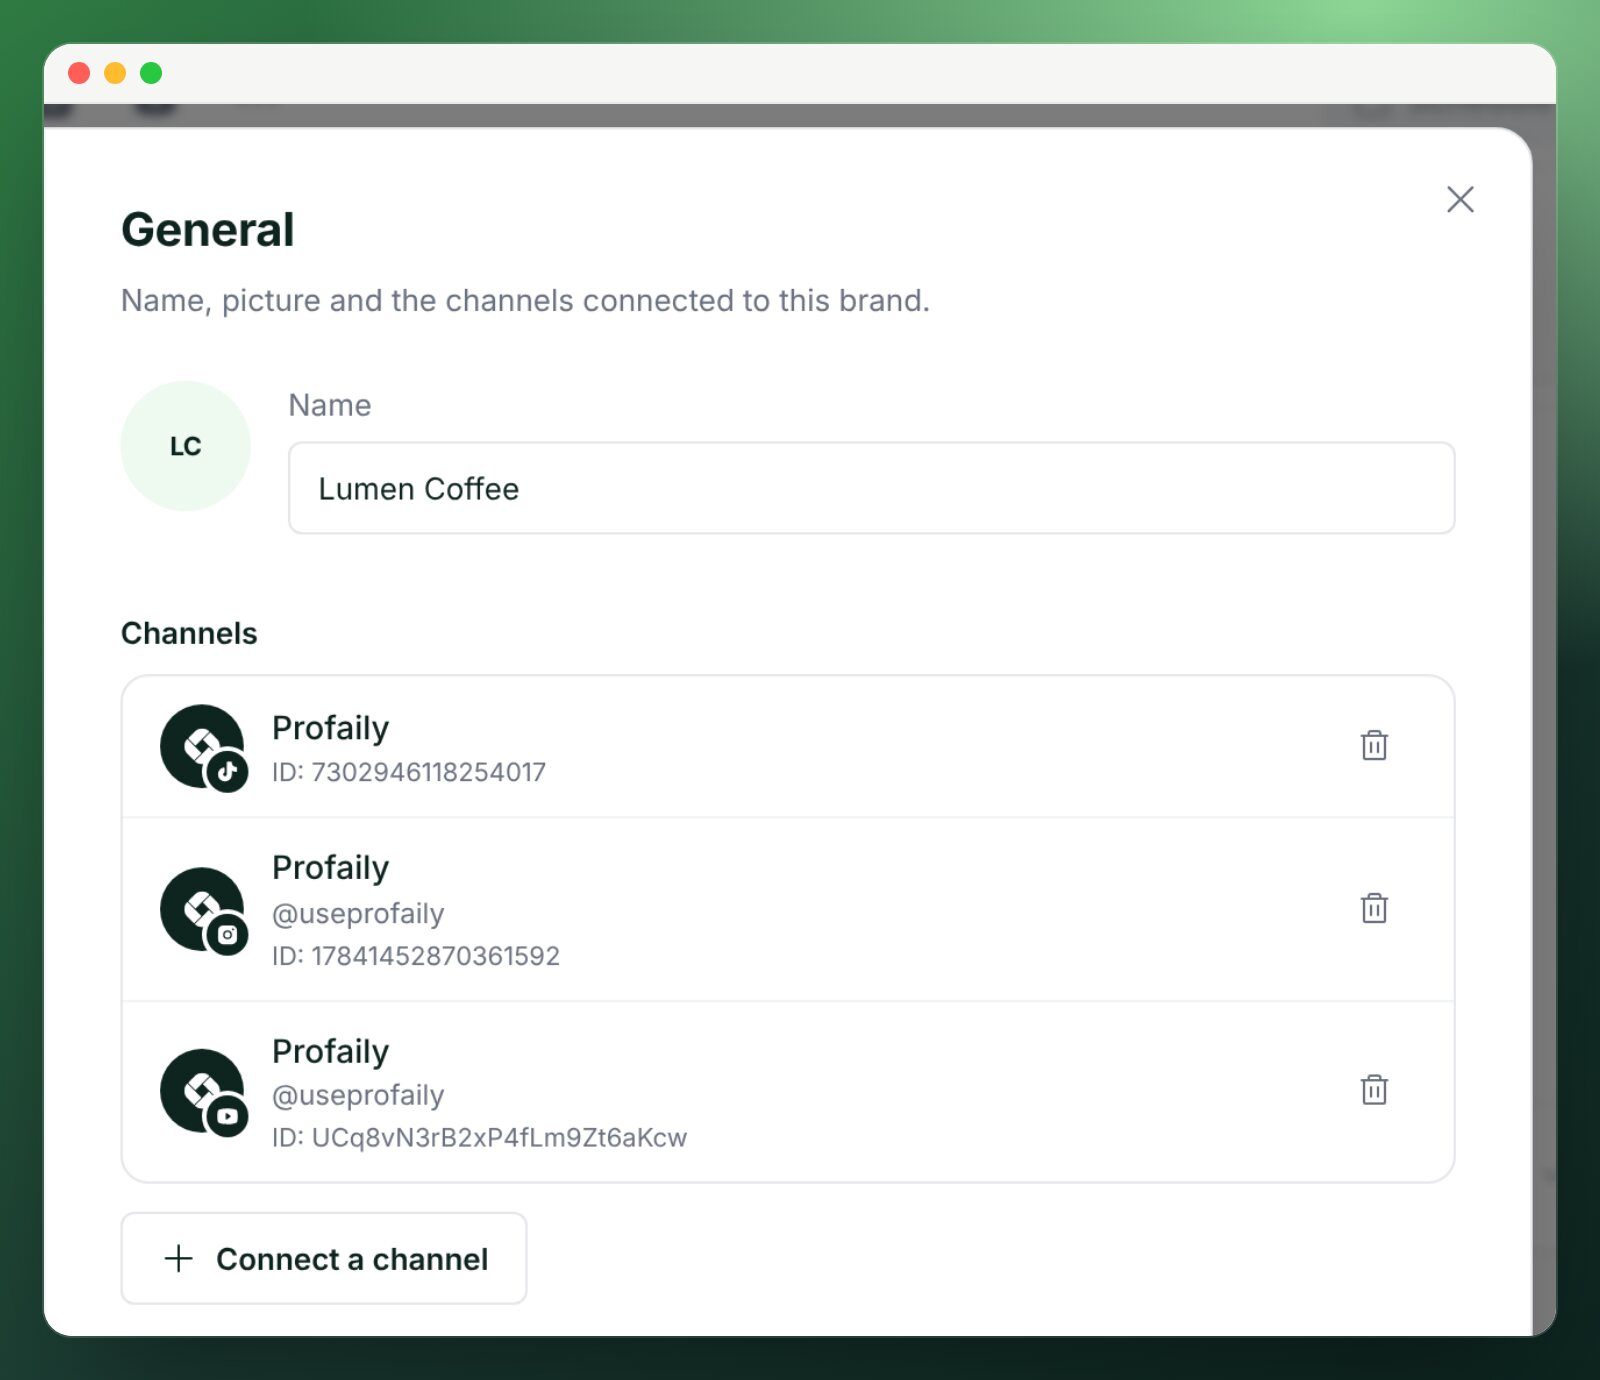 General
Name, picture and the channels connected to this brand.
LC
Name
Lumen Coffee
Channels
Profaily
ID: 7302946118254017
Profaily
@useprofaily
ID: 17841452870361592
Profaily
@useprofaily
ID: UCq8vN3rB2xP4fLm9Zt6aKcw
Connect a channel